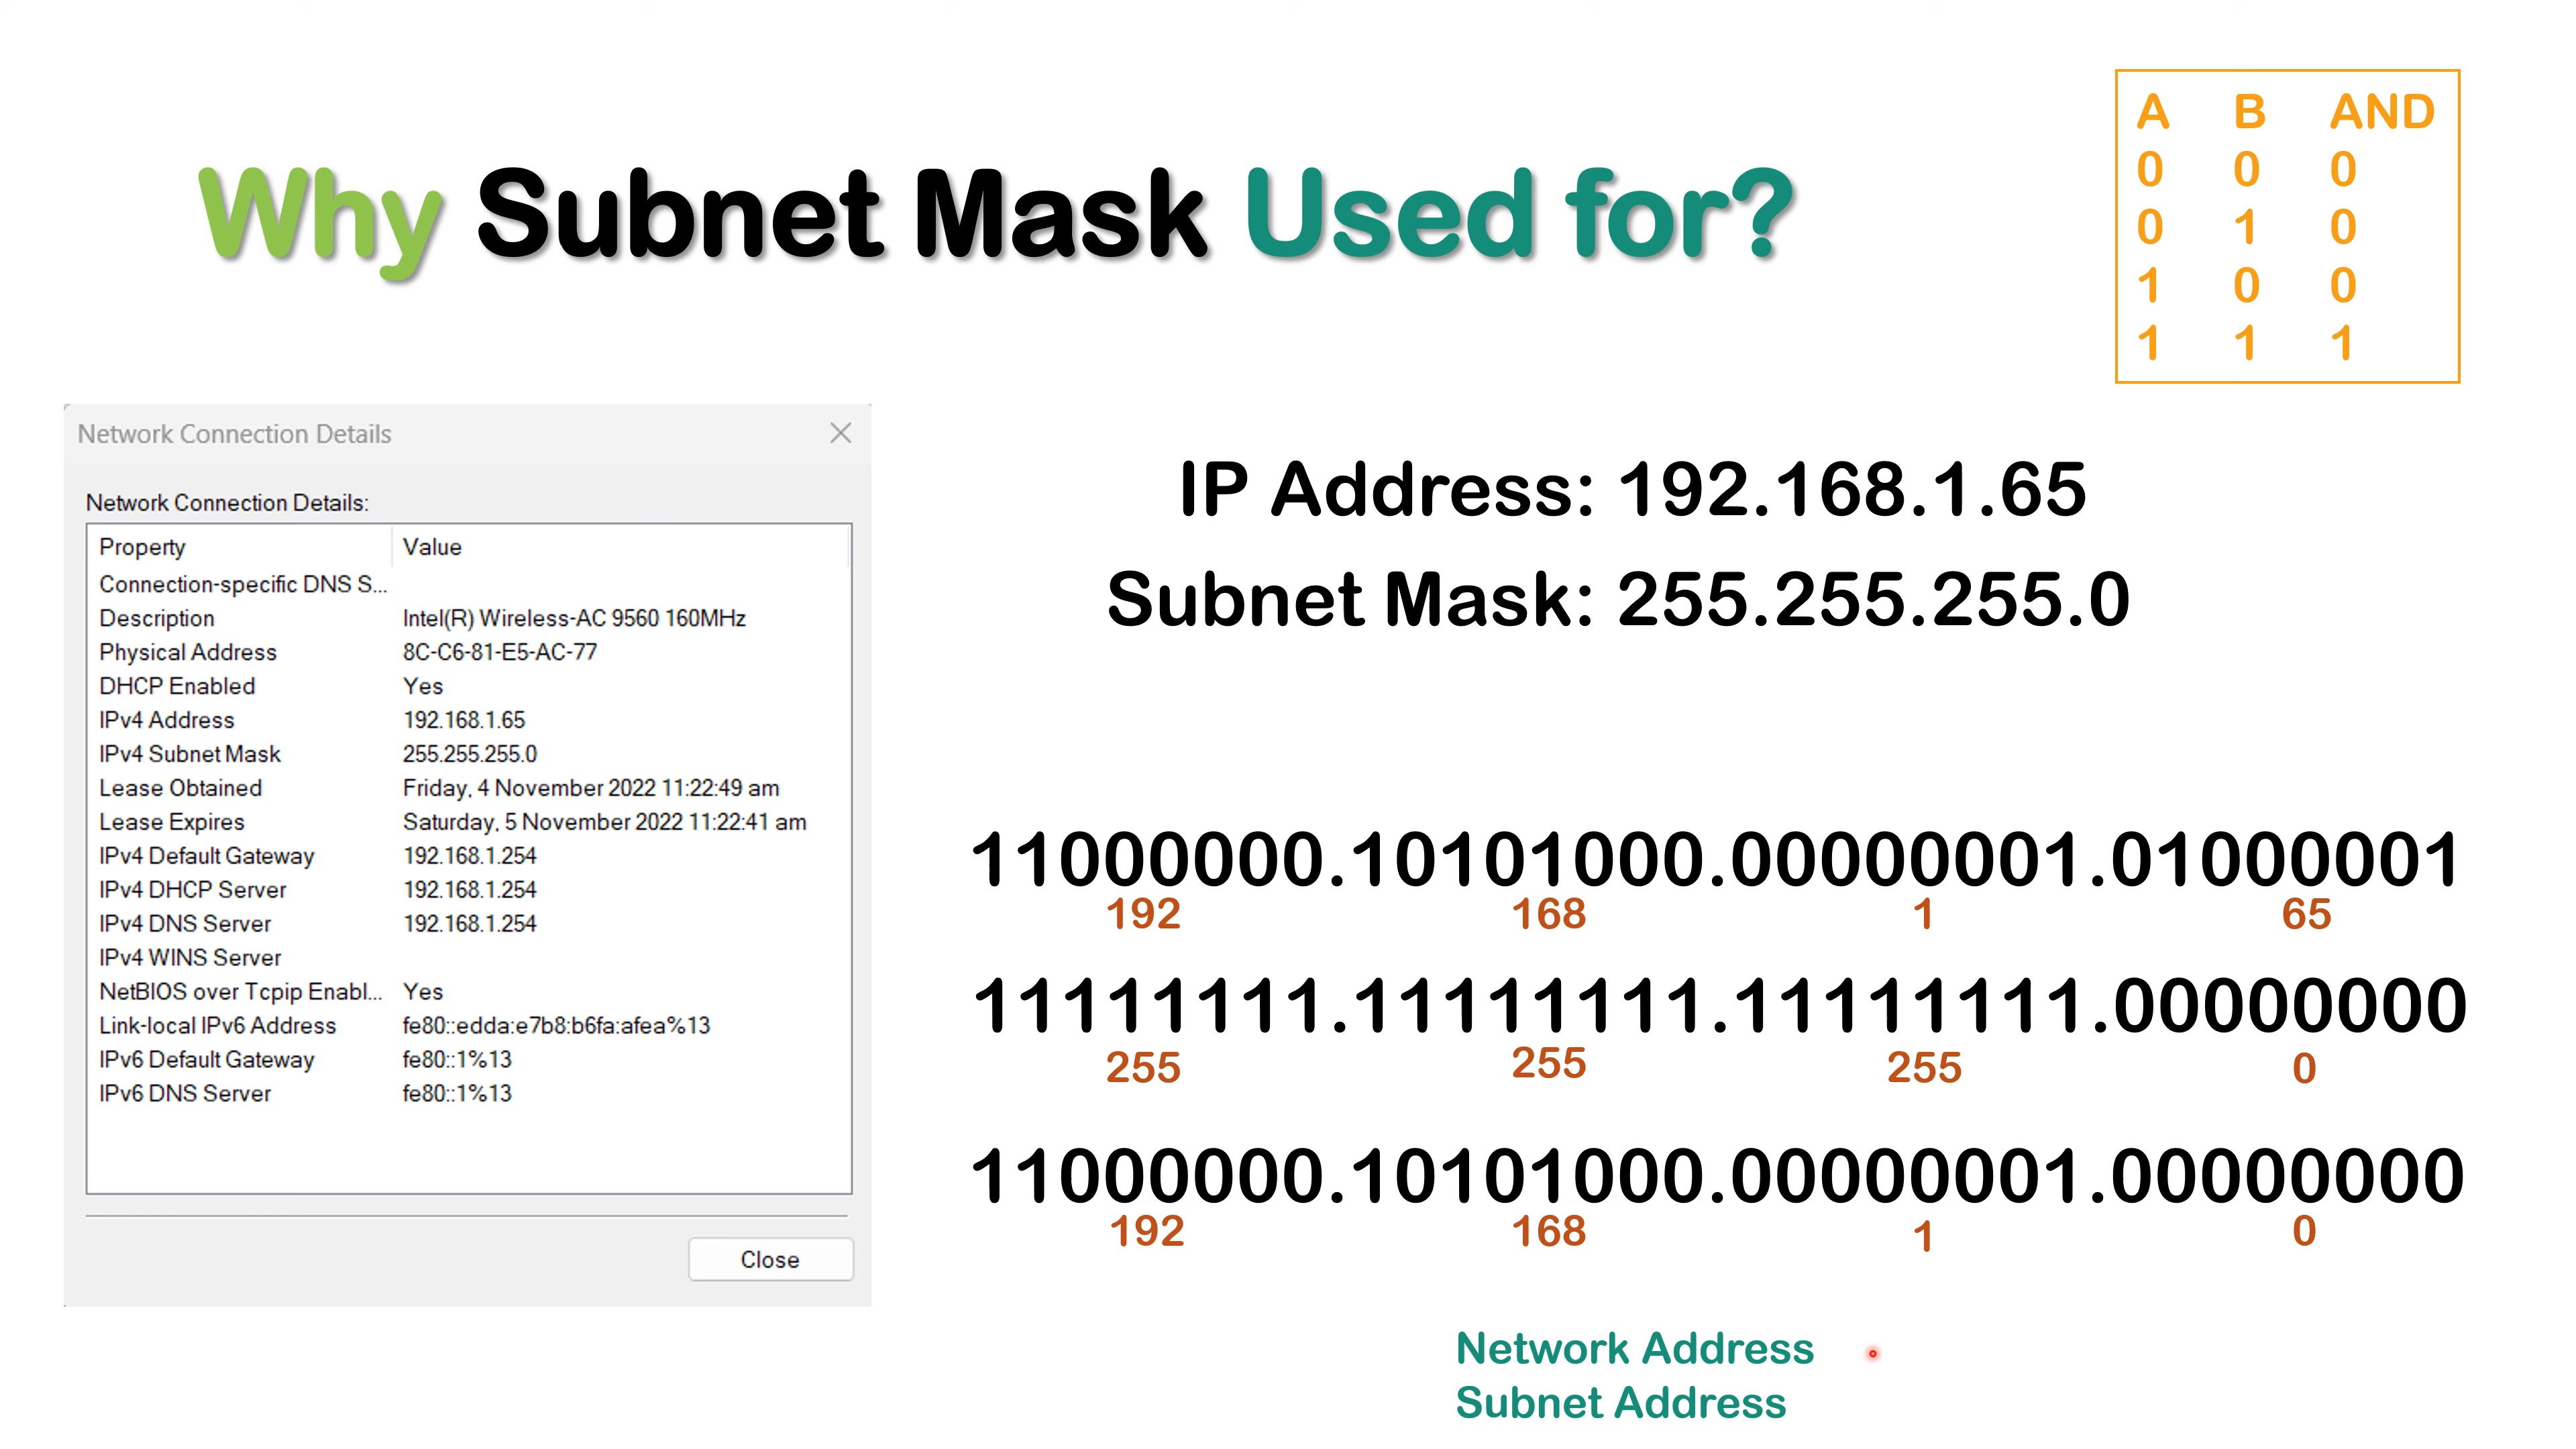 Why Subnet Mask Used for?
A B AND
0 0 0
0 1 0
1 0 0
1 1 1
Network Connection Details
Network Connection Details:
Property Value
Connection-specific DNS S...
Description Intel(R) Wireless-AC 9560 160MHz
Physical Address 8C-C6-81-E5-AC-77
DHCP Enabled Yes
IPv4 Address 192.168.1.65
IPv4 Subnet Mask 255.255.255.0
Lease Obtained Friday, 4 November 2022 11:22:49 am
Lease Expires Saturday, 5 November 2022 11:22:41 am
IPv4 Default Gateway 192.168.1.254
IPv4 DHCP Server 192.168.1.254
IPv4 DNS Server 192.168.1.254
IPv4 WINS Server
NetBIOS over Tcpip Enabl... Yes
Link-local IPv6 Address fe80::edda:e7b8:b6fa:afea%13
IPv6 Default Gateway fe80::1%13
IPv6 DNS Server fe80::1%13
Close
IP Address: 192.168.1.65
Subnet Mask: 255.255.255.0
11000000.10101000.00000001.01000001
192 168 1 65
11111111.11111111.11111111.00000000
255 255 255 0
11000000.10101000.00000001.00000000
192 168 1 0
Network Address
Subnet Address